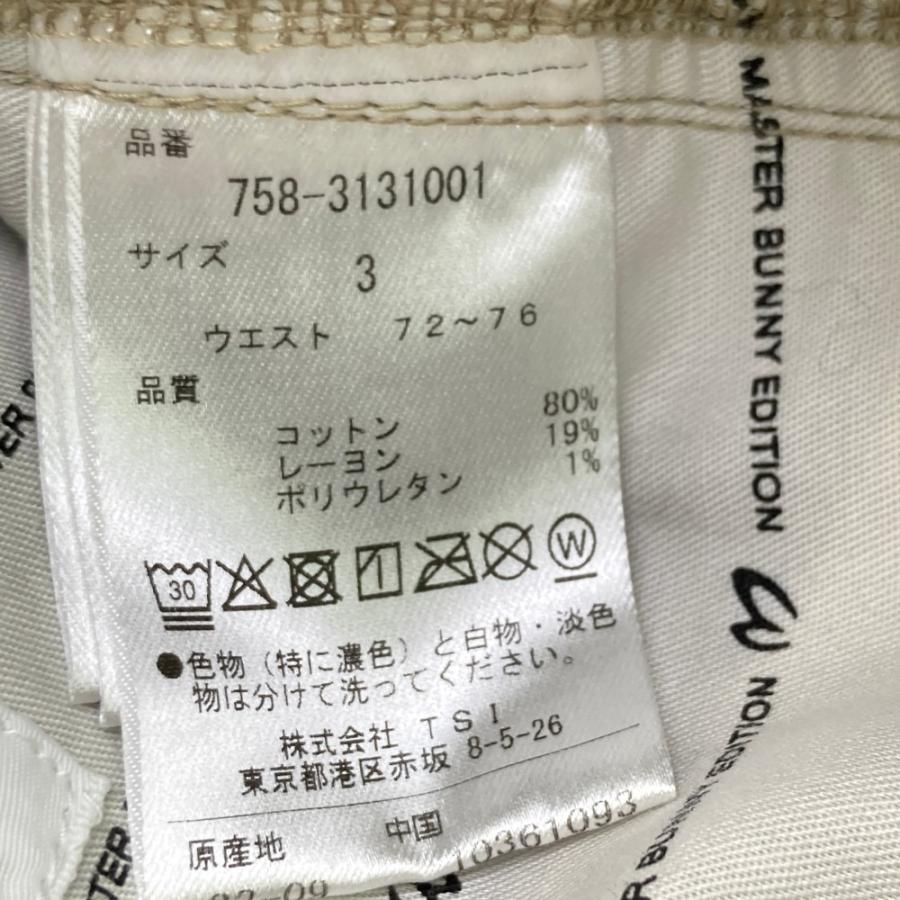 品番
758-3131001
サイズ
3
ウエスト 72~76
品質
コットン 80%
レーヨン 19%
ポリウレタン 1%
30
W
●色物(特に濃色)と白物・淡色
物は分けて洗ってください。
株式会社 TSI
東京都港区赤坂 8-5-26
原産地 中国
10361093
MASTER BUNNY EDITION
BUNNY EDITION